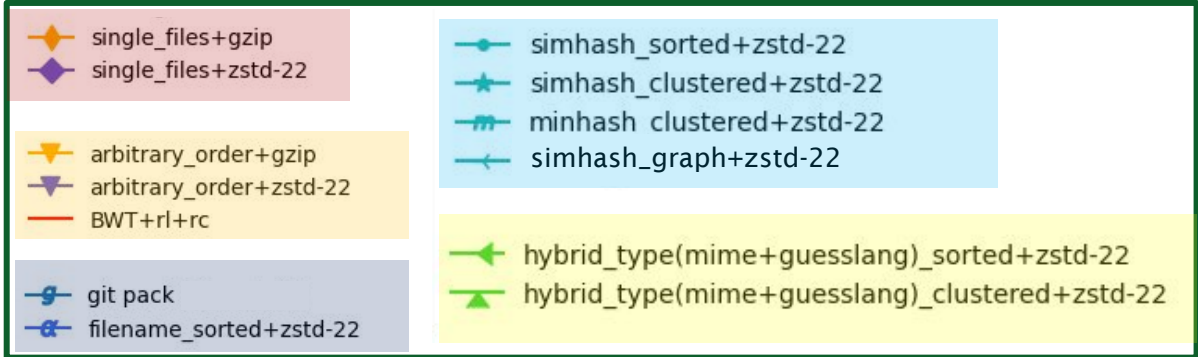 single_files+gzip
single_files+zstd-22
arbitrary_order+gzip
arbitrary_order+zstd-22
BWT+rl+rc
git pack
filename_sorted+zstd-22
simhash_sorted+zstd-22
simhash_clustered+zstd-22
minhash clustered+zstd-22
simhash_graph+zstd-22
hybrid_type(mime+guesslang)_sorted+zstd-22
hybrid_type(mime+guesslang)_clustered+zstd-22